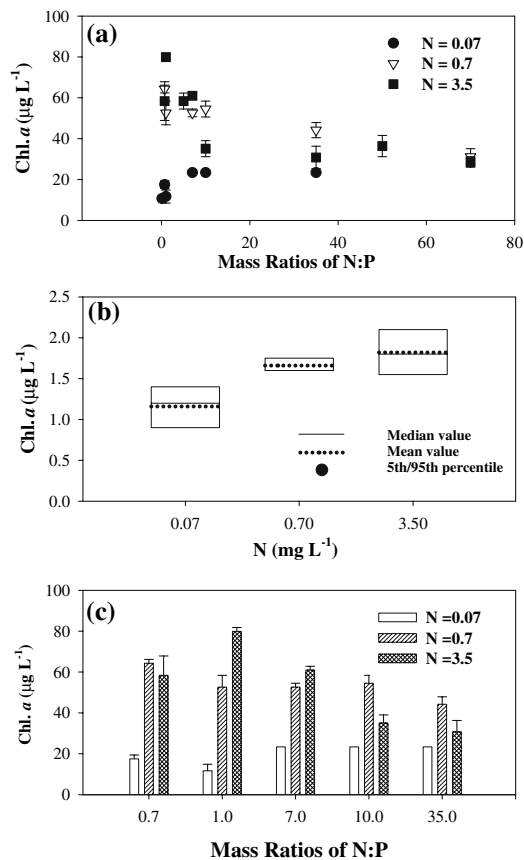 (a)
N = 0.07
N = 0.7
N = 3.5
Chl. a (µg L⁻¹)
100
80
60
40
20
0
0 20 40 60 80
Mass Ratios of N:P
(b)
Chl. a (µg L⁻¹)
2.5
2.0
1.5
1.0
0.5
0.0
Median value
Mean value
5th/95th percentile
0.07 0.70 3.50
N (mg L⁻¹)
(c)
N =0.07
N =0.7
N =3.5
Chl. a (µg L⁻¹)
100
80
60
40
20
0
0.7 1.0 7.0 10.0 35.0
Mass Ratios of N:P